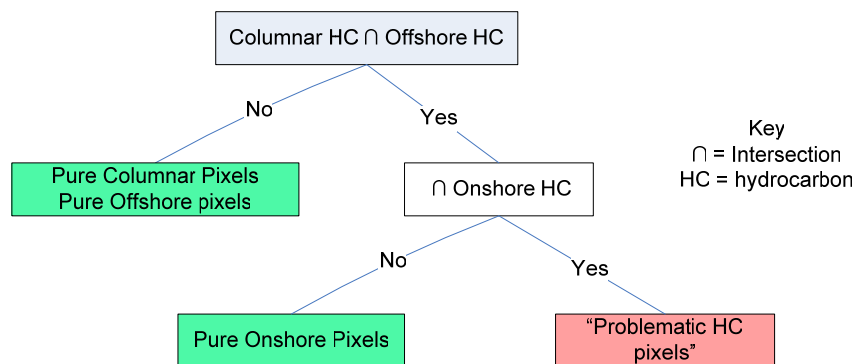 Columnar HC ∩ Offshore HC
No
Yes
Pure Columnar Pixels
Pure Offshore pixels
∩ Onshore HC
Key
∩ = Intersection
HC = hydrocarbon
No
Yes
Pure Onshore Pixels
“Problematic HC
pixels”